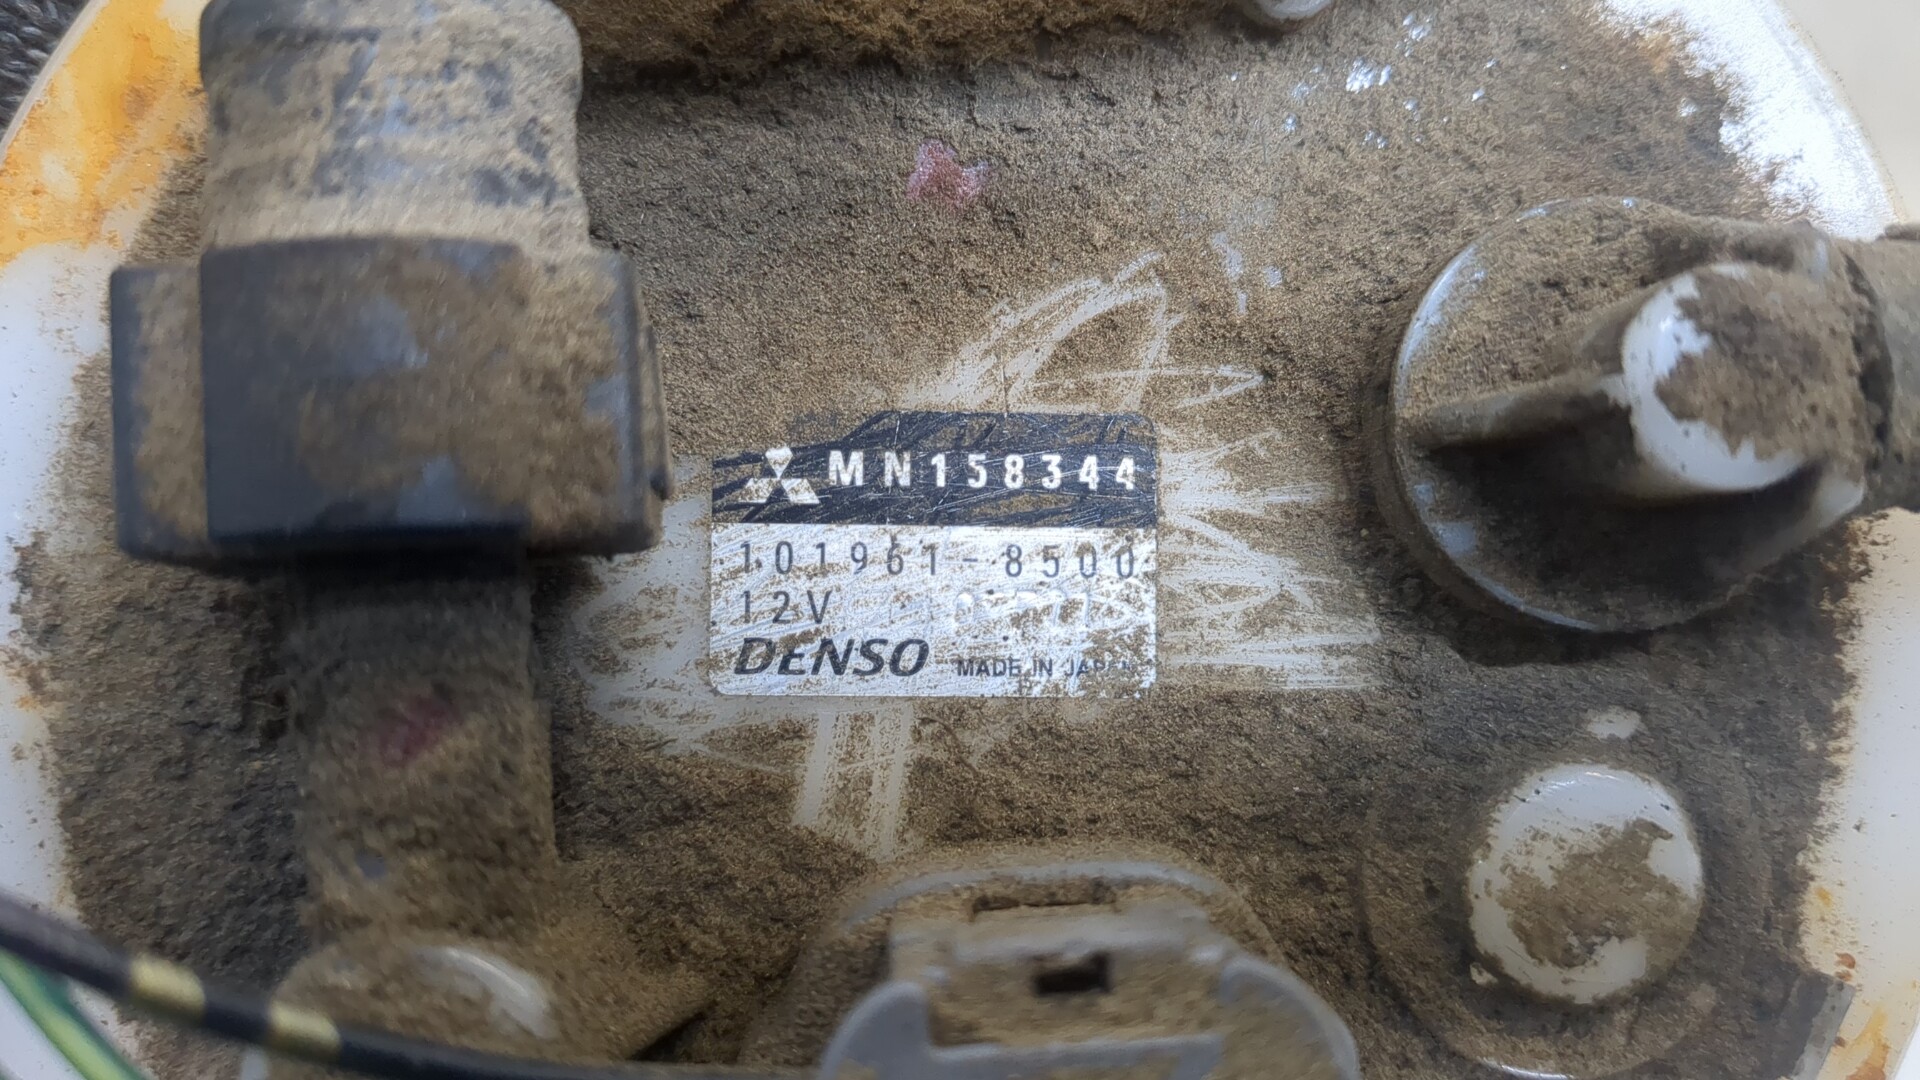 MN158344
101961-8500
12V
DENSO MADE IN JAPAN